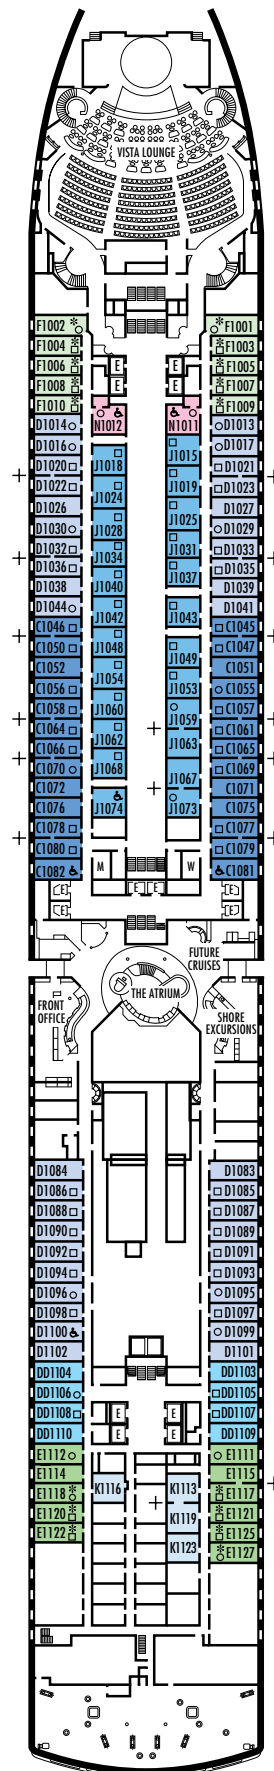 VISTA LOUNGE
F1002 F1001
F1004 F1003
E
F1006 F1005
F1008 E F1007
F1010 F1009
N1012 N1011
D1014 D1013
D1016 J1015 D1017
D1020 J1018 D1021
D1022 J1019 D1023
J1024
D1026 J1025 D1027
D1030 J1028 D1029
D1032 J1034 J1031 D1033
D1036 J1037 D1035
D1038 J1040 D1039
D1044 J1042 J1043 D1041
C1046 C1045
C1050 J1048 J1049 C1047
C1052 J1054 C1051
C1056 J1053 C1055
C1058 J1060 J1059 C1057
C1064 J1062 J1063 C1061
C1066 C1065
C1070 J1068 J1067 C1069
C1072 C1071
C1076 J1074 J1073 C1075
C1078 C1077
C1080 M W C1079
C1082 C1081
E E E E
E E
FUTURE
CRUISES
THE ATRIUM
FRONT
OFFICE
SHORE
EXCURSIONS
D1084 D1083
D1086 D1085
D1088 D1087
D1090 D1089
D1092 D1091
D1094 D1093
D1096 D1095
D1098 D1097
D1100 D1099
D1102 D1101
DD1104 DD1103
DD1106 DD1105
DD1108 E E DD1107
DD1110 E E DD1109
E1112 E1111
E1114 E1115
E1118 K1116 K1113 E1117
E1120 K1119 E1121
E1122 E1125
K1123 E1127